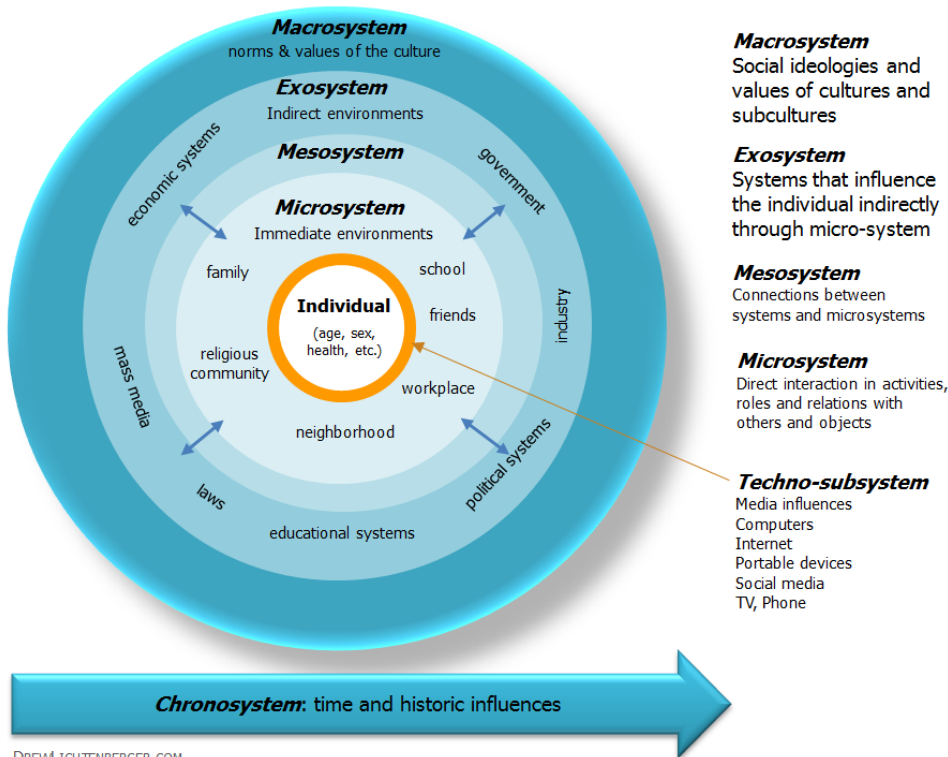 Macrosystem
norms & values of the culture
Exosystem
Indirect environments
Mesosystem
Microsystem
Immediate environments
economic systems
government
family
school
friends
industry
Individual
(age, sex,
health, etc.)
mass media
religious
community
workplace
neighborhood
political systems
laws
educational systems
Macrosystem
Social ideologies and
values of cultures and
subcultures
Exosystem
Systems that influence
the individual indirectly
through micro-system
Mesosystem
Connections between
systems and microsystems
Microsystem
Direct interaction in activities,
roles and relations with
others and objects
Techno-subsystem
Media influences
Computers
Internet
Portable devices
Social media
TV, Phone
Chronosystem: time and historic influences
DREWLICHTENBERGER.COM